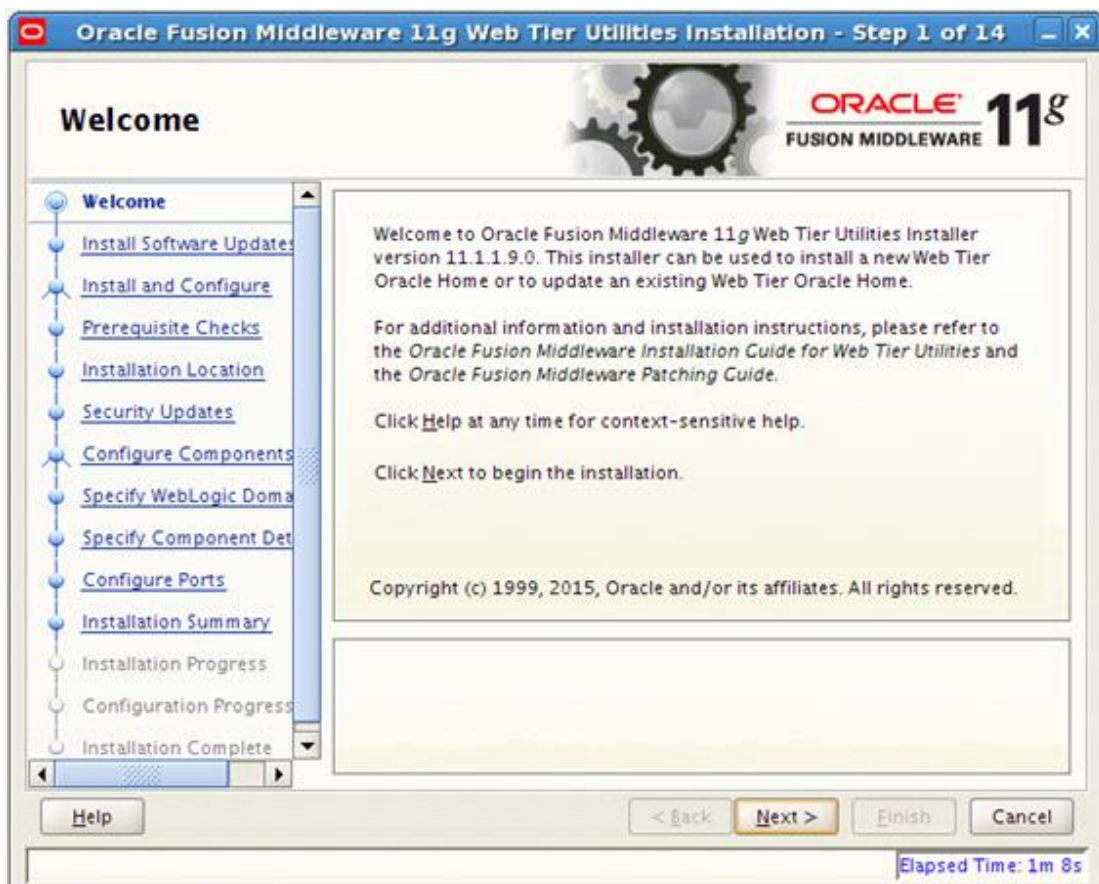 Oracle Fusion Middleware 11g Web Tier Utilities Installation - Step 1 of 14
Welcome
ORACLE
FUSION MIDDLEWARE 11g
Welcome
Install Software Updates
Install and Configure
Prerequisite Checks
Installation Location
Security Updates
Configure Components
Specify WebLogic Doma
Specify Component Det
Configure Ports
Installation Summary
Installation Progress
Configuration Progress
Installation Complete
Welcome to Oracle Fusion Middleware 11g Web Tier Utilities Installer
version 11.1.1.9.0. This installer can be used to install a new Web Tier
Oracle Home or to update an existing Web Tier Oracle Home.
For additional information and installation instructions, please refer to
the Oracle Fusion Middleware Installation Guide for Web Tier Utilities and
the Oracle Fusion Middleware Patching Guide.
Click Help at any time for context-sensitive help.
Click Next to begin the installation.
Copyright (c) 1999, 2015, Oracle and/or its affiliates. All rights reserved.
Help
< Back
Next >
Finish
Cancel
Elapsed Time: 1m 8s